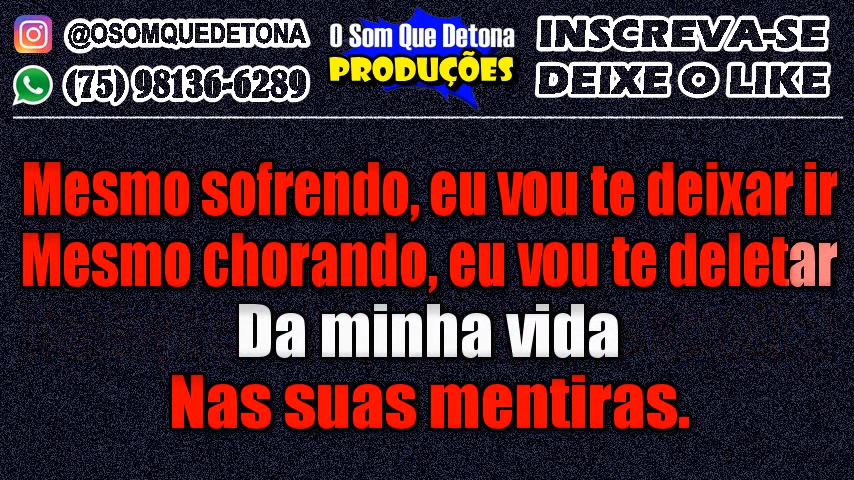 @OSOMQUEDETONA
(75) 98136-6289
O Som Que Detona
PRODUÇÕES
INSCREVA-SE
DEIXE O LIKE
Mesmo sofrendo, eu vou te deixar ir
Mesmo chorando, eu vou te deletar
Da minha vida
Nas suas mentiras.